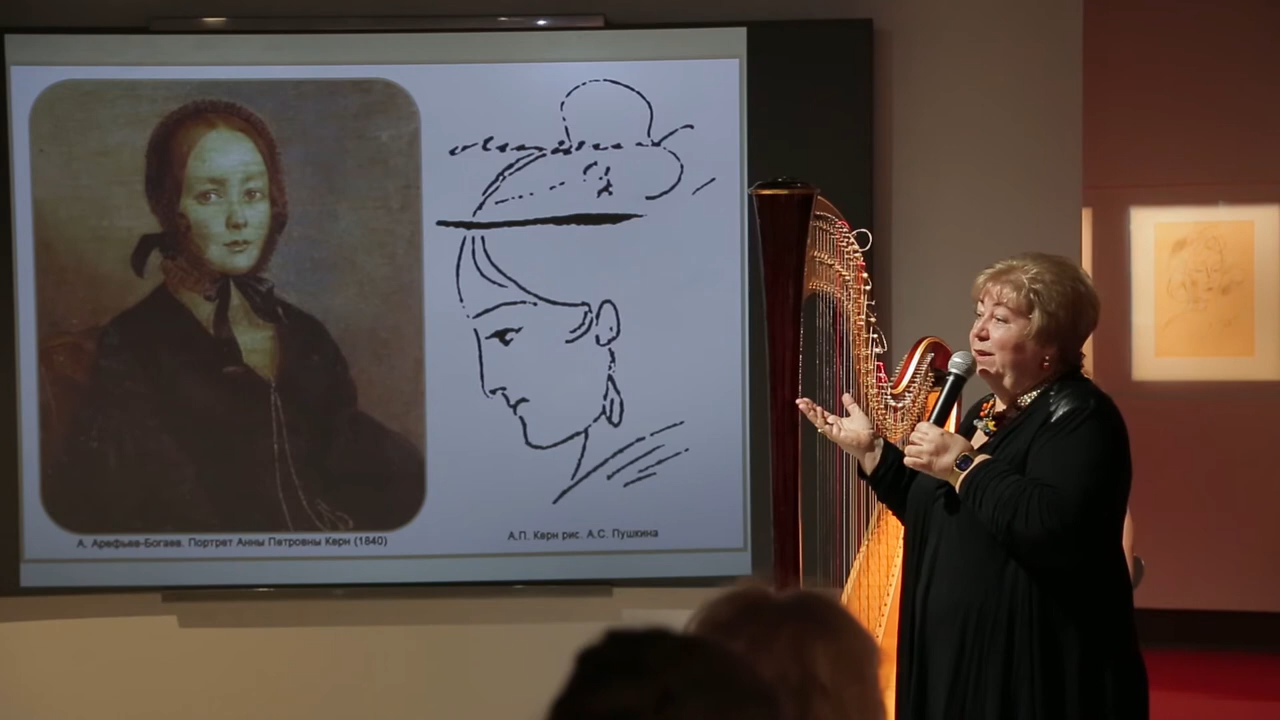 А. Арефьев-Богаев. Портрет Анны Петровны Керн (1840)
А.П. Керн рис. А.С. Пушкина